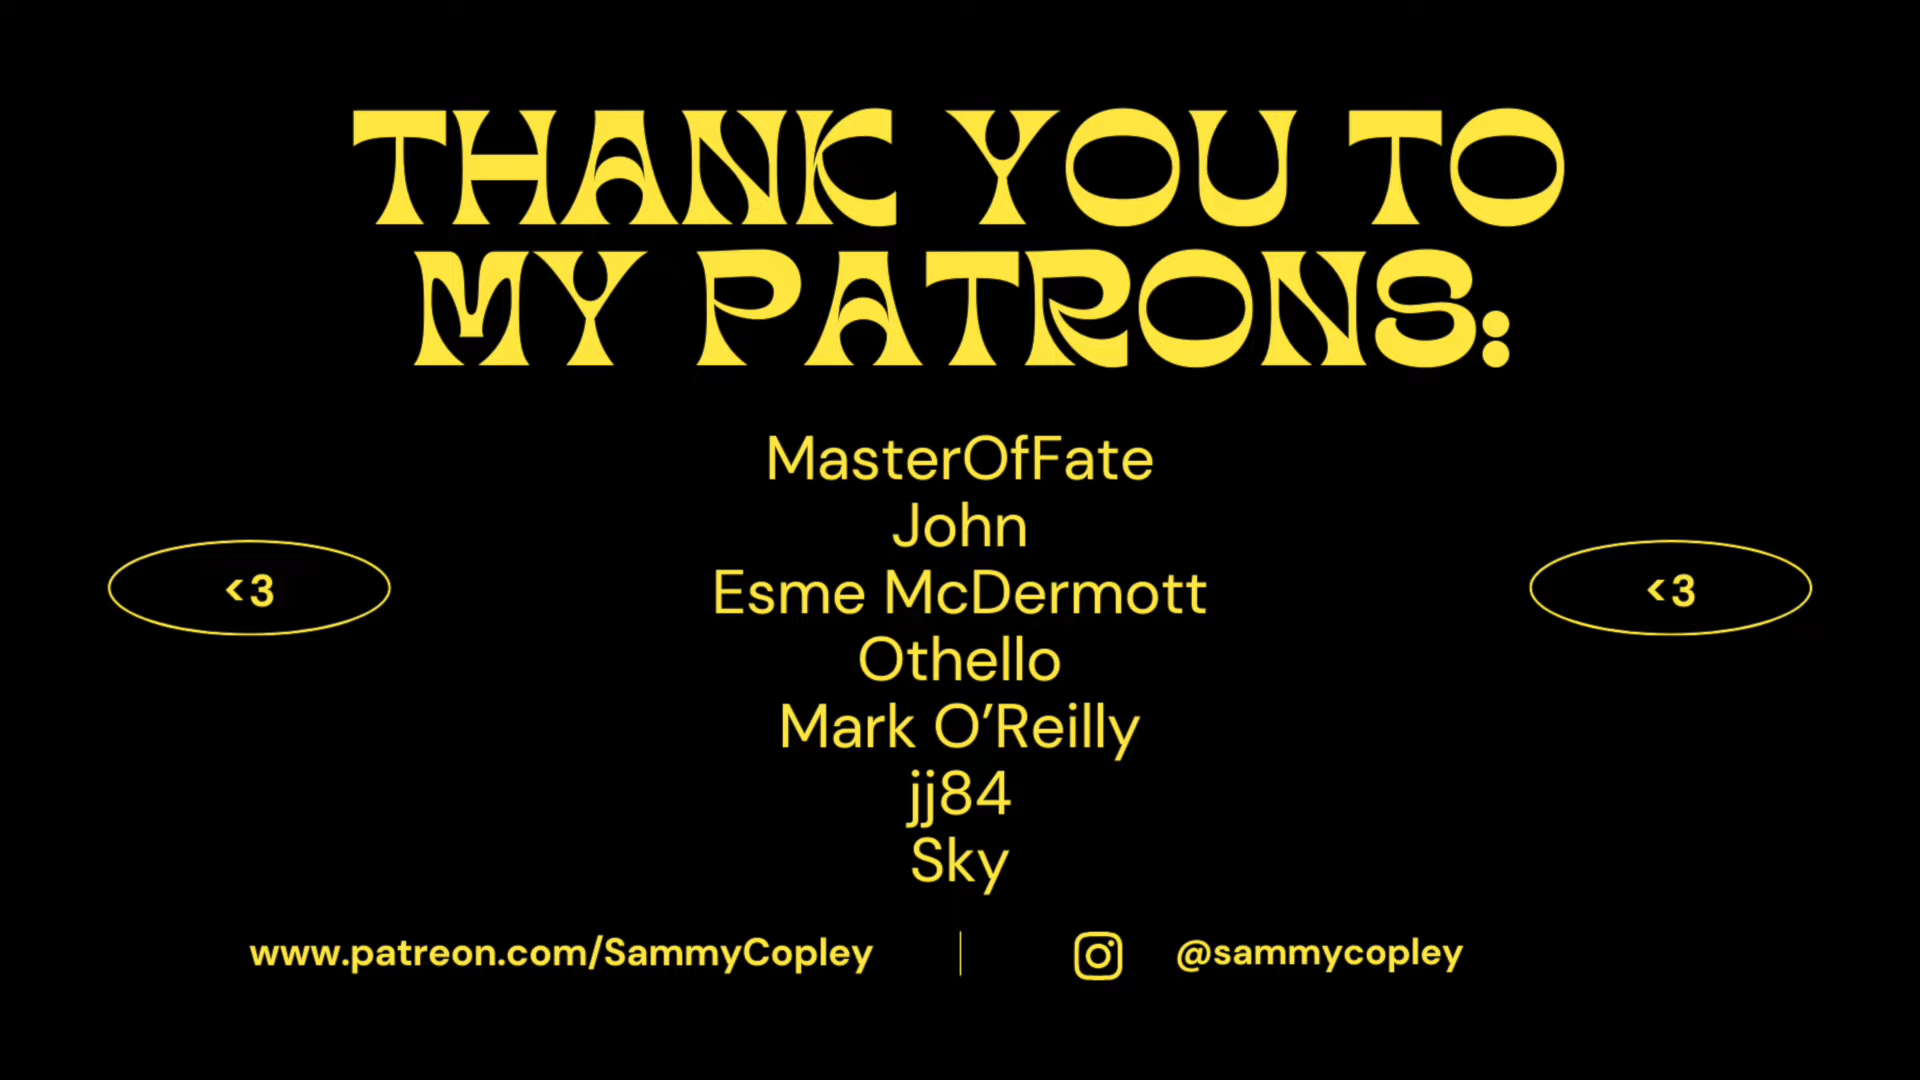 THANK YOU TO
MY PATRONS:
MasterOfFate
John
Esme McDermott
<3
<3
Othello
Mark O’Reilly
jj84
Sky
www.patreon.com/SammyCopley
@sammycopley